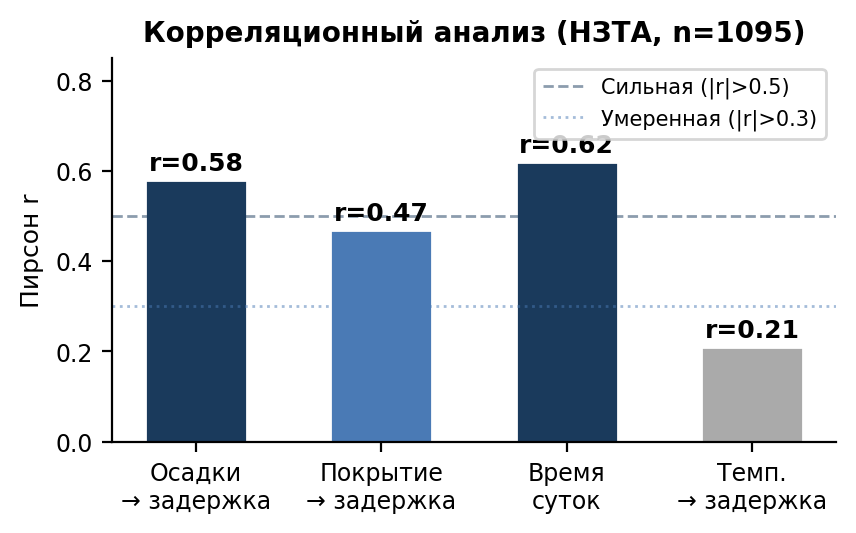 Корреляционный анализ (НЗТА, n=1095)
Пирсон r
0.8
0.6
0.4
0.2
0.0
Сильная (|r|>0.5)
Умеренная (|r|>0.3)
r=0.58
r=0.47
r=0.62
r=0.21
Осадки
→ задержка
Покрытие
→ задержка
Время
суток
Темп.
→ задержка